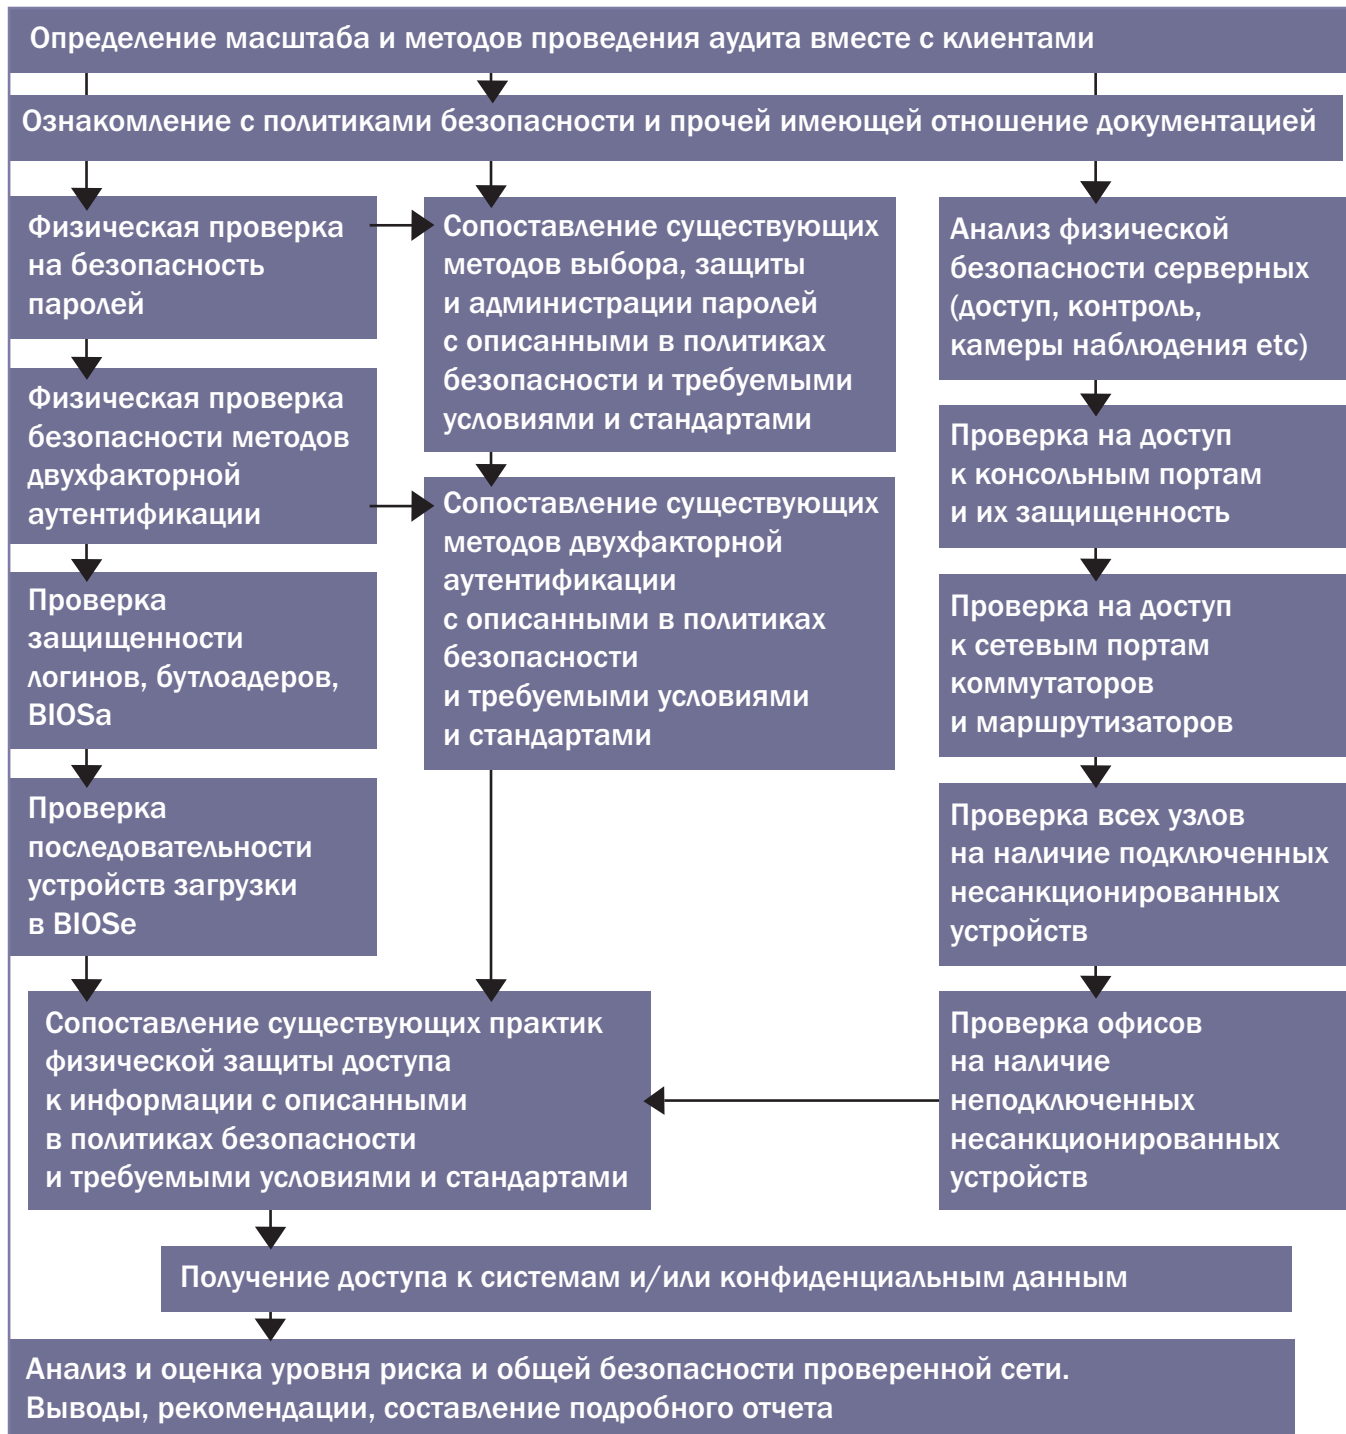 Определение масштаба и методов проведения аудита вместе с клиентами
Ознакомление с политиками безопасности и прочей имеющей отношение документацией
Физическая проверка
на безопасность
паролей
Сопоставление существующих
методов выбора, защиты
и администрации паролей
с описанными в политиках
безопасности и требуемыми
условиями и стандартами
Анализ физической
безопасности серверных
(доступ, контроль,
камеры наблюдения etc)
Физическая проверка
безопасности методов
двухфакторной
аутентификации
Сопоставление существующих
методов двухфакторной
аутентификации
с описанными в политиках
безопасности
и требуемыми условиями
и стандартами
Проверка на доступ
к консольным портам
и их защищенность
Проверка
защищенности
логинов, бутлоадеров,
BIOSa
Проверка на доступ
к сетевым портам
коммутаторов
и маршрутизаторов
Проверка
последовательности
устройств загрузки
в BIOSe
Проверка всех узлов
на наличие подключенных
несанкционированных
устройств
Сопоставление существующих практик
физической защиты доступа
к информации с описанными
в политиках безопасности
и требуемыми условиями и стандартами
Проверка офисов
на наличие
неподключенных
несанкционированных
устройств
Получение доступа к системам и/или конфиденциальным данным
Анализ и оценка уровня риска и общей безопасности проверенной сети.
Выводы, рекомендации, составление подробного отчета